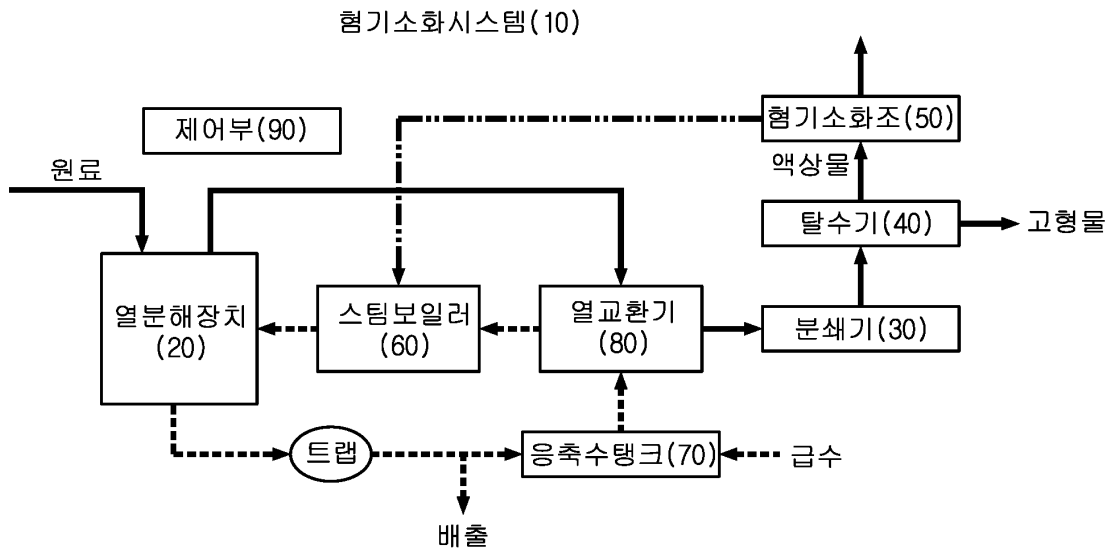 혐기소화시스템(10)
제어부(90)
혐기소화조(50)
원료
액상물
탈수기(40)
고형물
열분해장치
(20)
스팀보일러
(60)
열교환기
(80)
분쇄기(30)
트랩
응축수탱크(70)
급수
배출